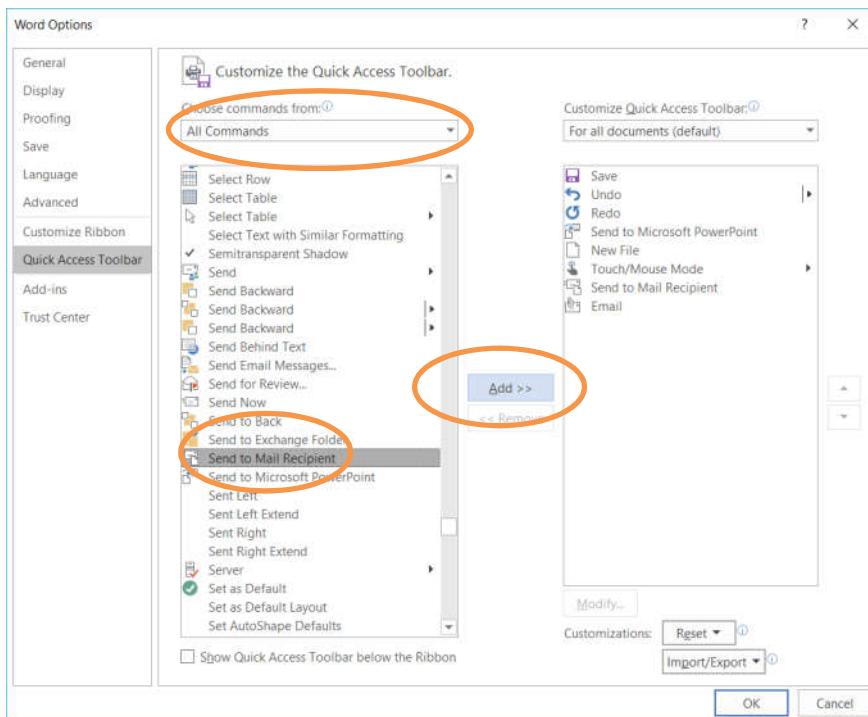 Word Options
?
General
Display
Proofing
Save
Language
Advanced
Customize Ribbon
Quick Access Toolbar
Add-ins
Trust Center
Customize the Quick Access Toolbar.
Choose commands from:
All Commands
Select Row
Select Table
Select Table
Select Text with Similar Formatting
Semitransparent Shadow
Send
Send Backward
Send Backward
Send Backward
Send Behind Text
Send Email Messages...
Send for Review...
Send Now
Send to Back
Send to Exchange Folder
Send to Mail Recipient
Send to Microsoft PowerPoint
Sent Left
Sent Left Extend
Sent Right
Sent Right Extend
Server
Set as Default
Set as Default Layout
Set AutoShape Defaults
Show Quick Access Toolbar below the Ribbon
Add >>
<< Remove
Customize Quick Access Toolbar:
For all documents (default)
Save
Undo
Redo
Send to Microsoft PowerPoint
New File
Touch/Mouse Mode
Send to Mail Recipient
Email
Modify...
Customizations:
Reset
Import/Export
OK
Cancel